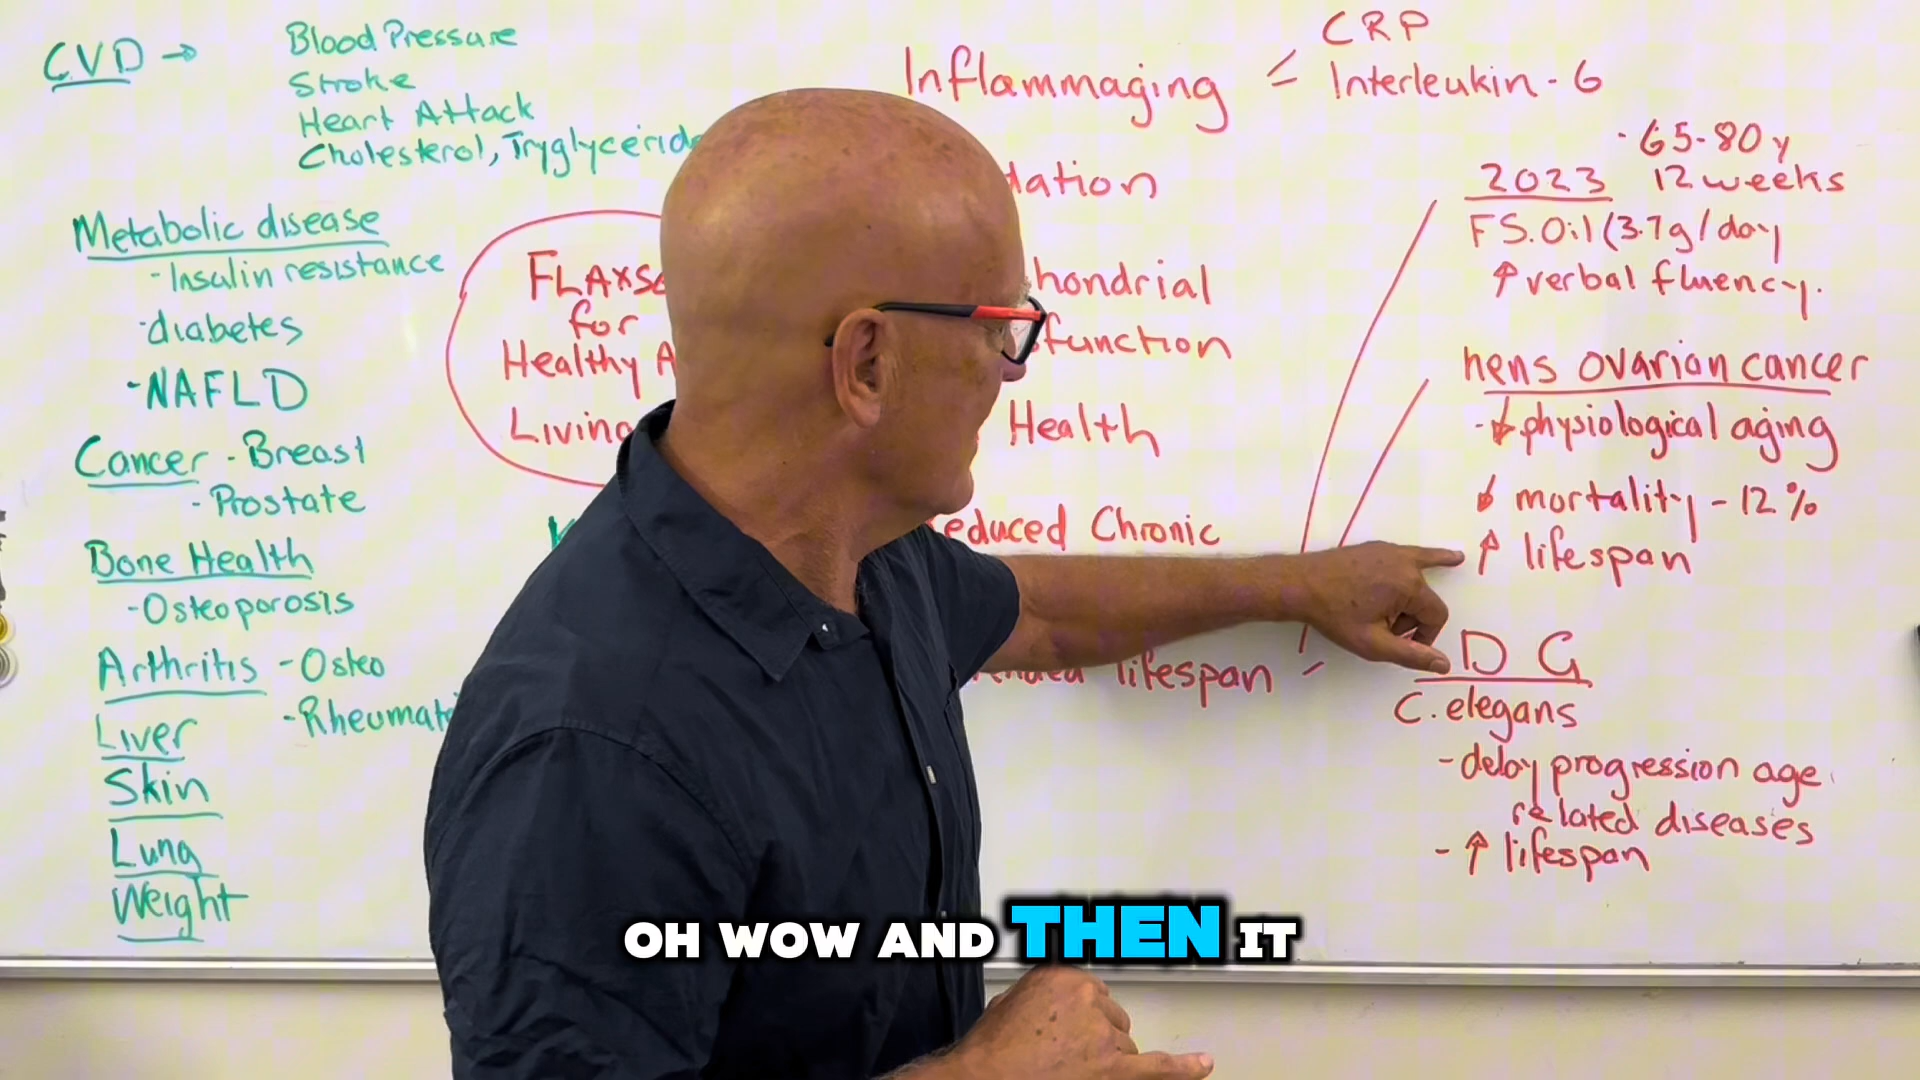 CVD →
Blood Pressure
Stroke
Heart Attack
Cholesterol, Tryglyceride
Metabolic disease
- Insulin resistance
- diabetes
- NAFLD
Cancer - Breast
- Prostate
Bone Health
- Osteoporosis
Arthritis - Osteo
- Rheumati
Liver
Skin
Lung
Weight
FLAxse
for
Healthy A
Living
Inflammaging
dation
hondrial
function
Health
educed Chronic
lifespan -
CRP
Interleukin - 6
- 65-80y
2023 12 weeks
FS.Oil (3.7g/day
↑ verbal fluency.
hens ovarian cancer
- ↓ physiological aging
↓ mortality - 12%
↑ lifespan
D G
C. elegans
- delay progression age
related diseases
- ↑ lifespan
OH WOW AND THEN IT